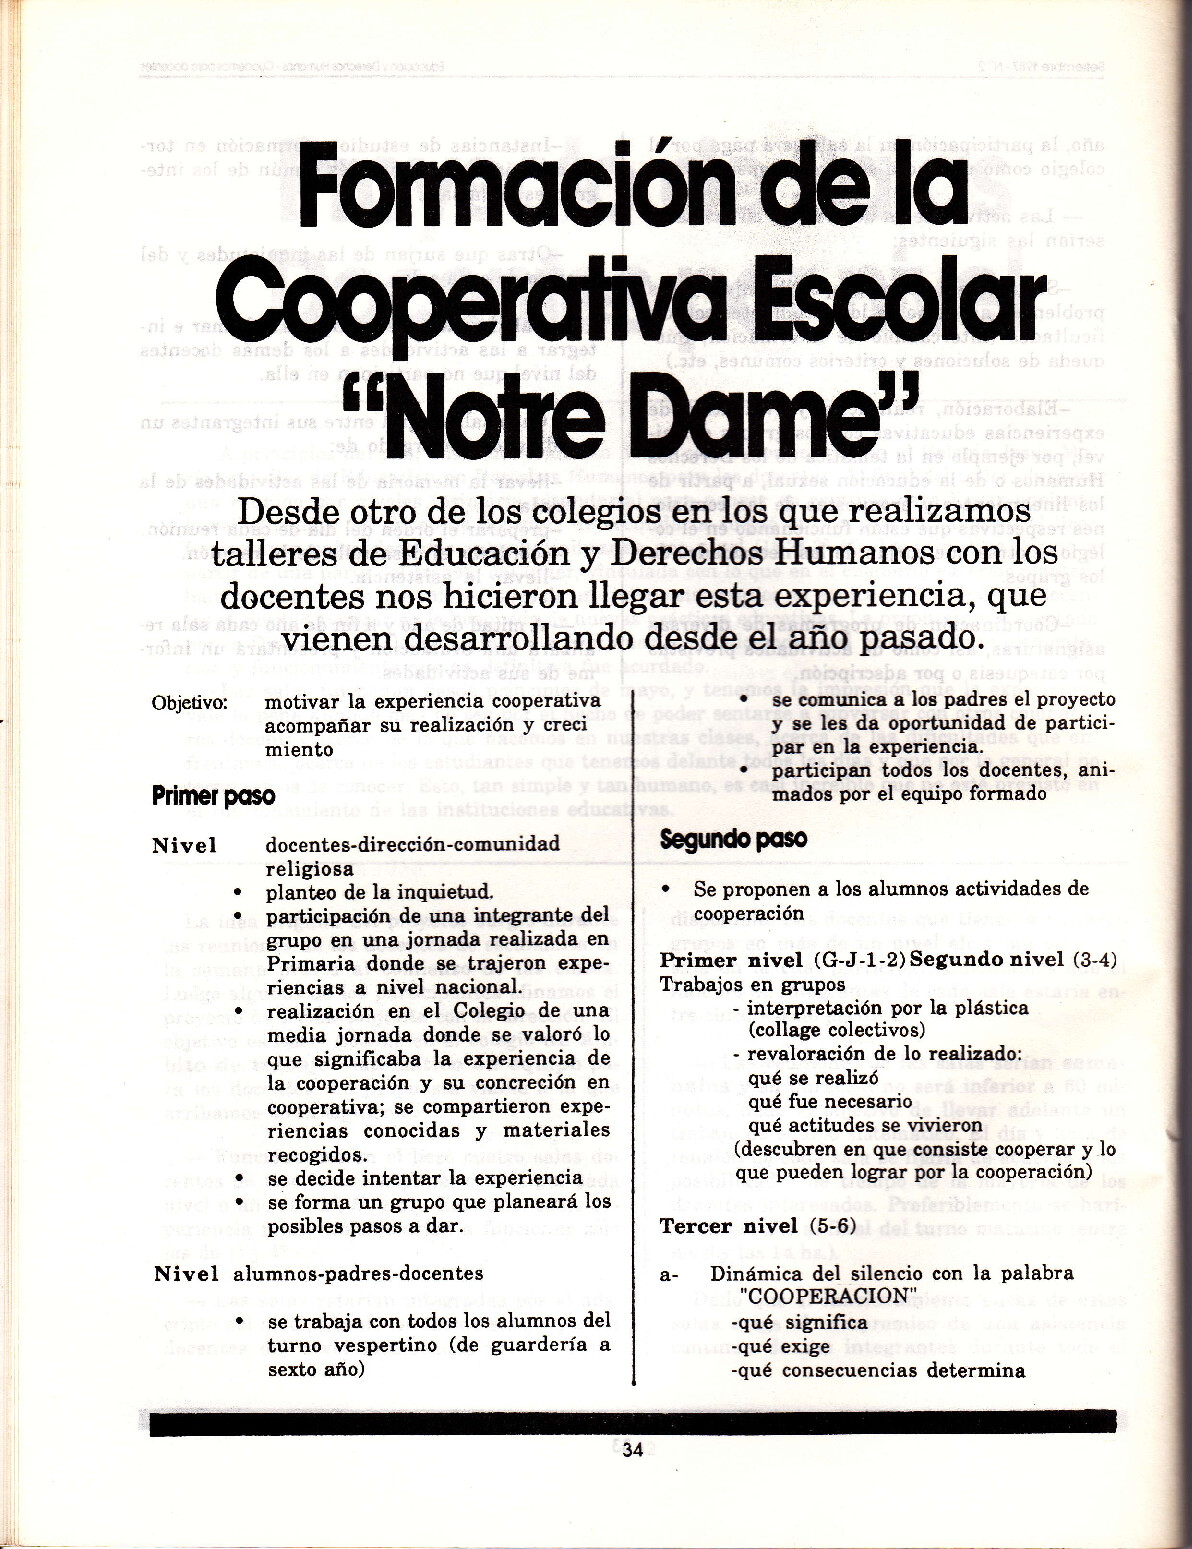 Formación de la
Cooperativa Escolar
“Notre Dame”
Desde otro de los colegios en los que realizamos
talleres de Educación y Derechos Humanos con los
docentes nos hicieron llegar esta experiencia, que
vienen desarrollando desde el año pasado.
Objetivo: motivar la experiencia cooperativa
acompañar su realización y creci
miento
Primer paso
Nivel docentes-dirección-comunidad
religiosa
• planteo de la inquietud.
• participación de una integrante del
grupo en una jornada realizada en
Primaria donde se trajeron expe-
riencias a nivel nacional.
• realización en el Colegio de una
media jornada donde se valoró lo
que significaba la experiencia de
la cooperación y su concreción en
cooperativa; se compartieron expe-
riencias conocidas y materiales
recogidos.
• se decide intentar la experiencia
• se forma un grupo que planeará los
posibles pasos a dar.
Nivel alumnos-padres-docentes
• se trabaja con todos los alumnos del
turno vespertino (de guardería a
sexto año)
• se comunica a los padres el proyecto
y se les da oportunidad de partici-
par en la experiencia.
• participan todos los docentes, ani-
mados por el equipo formado
Segundo paso
• Se proponen a los alumnos actividades de
cooperación
Primer nivel (G-J-1-2) Segundo nivel (3-4)
Trabajos en grupos
- interpretación por la plástica
(collage colectivos)
- revaloración de lo realizado:
qué se realizó
qué fue necesario
qué actitudes se vivieron
(descubren en que consiste cooperar y lo
que pueden lograr por la cooperación)
Tercer nivel (5-6)
a- Dinámica del silencio con la palabra
"COOPERACION"
-qué significa
-qué exige
-qué consecuencias determina
34